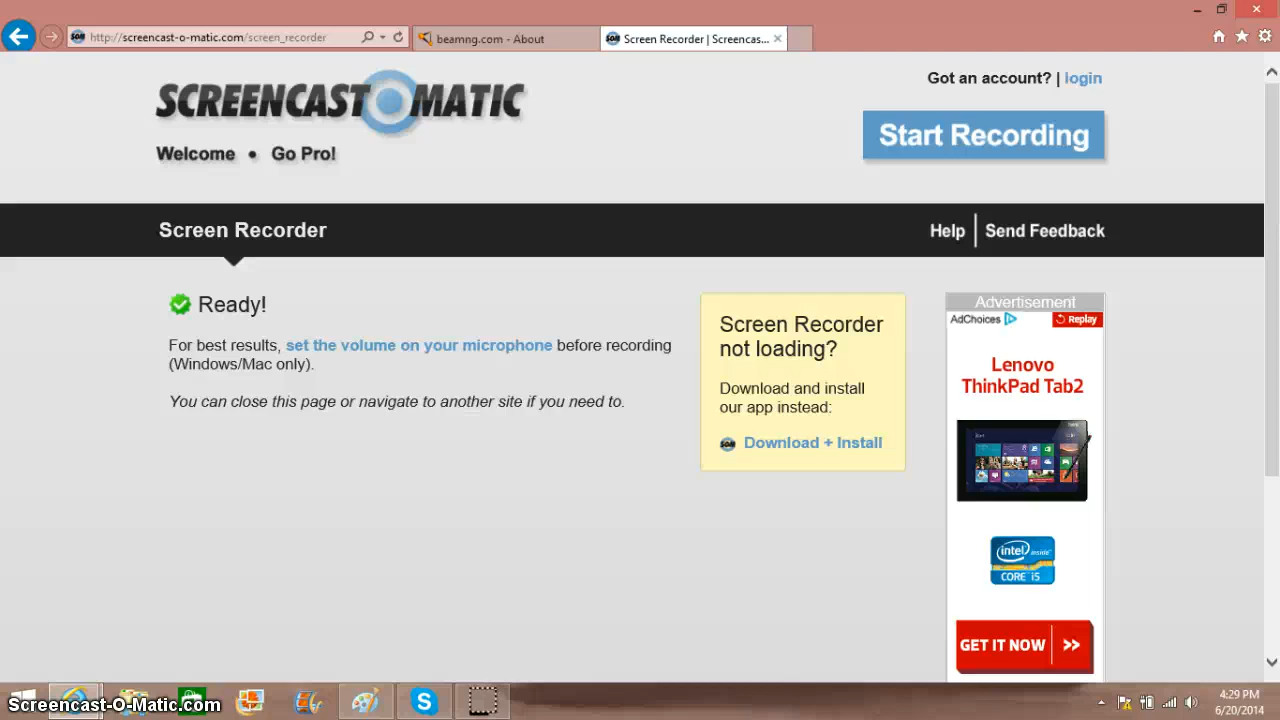 http://screencast-o-matic.com/screen_recorder
beamng.com - About
Screen Recorder | Screencas...
SCREENCAST O MATIC
Got an account? | login
Start Recording
Welcome • Go Pro!
Screen Recorder
Help | Send Feedback
Ready!
For best results, set the volume on your microphone before recording
(Windows/Mac only).
You can close this page or navigate to another site if you need to.
Screen Recorder
not loading?
Download and install
our app instead:
SOM Download + Install
Advertisement
AdChoices
Replay
Lenovo
ThinkPad Tab2
intel inside
CORE i5
GET IT NOW >>
Screencast-O-Matic.com
4:29 PM
6/20/2014